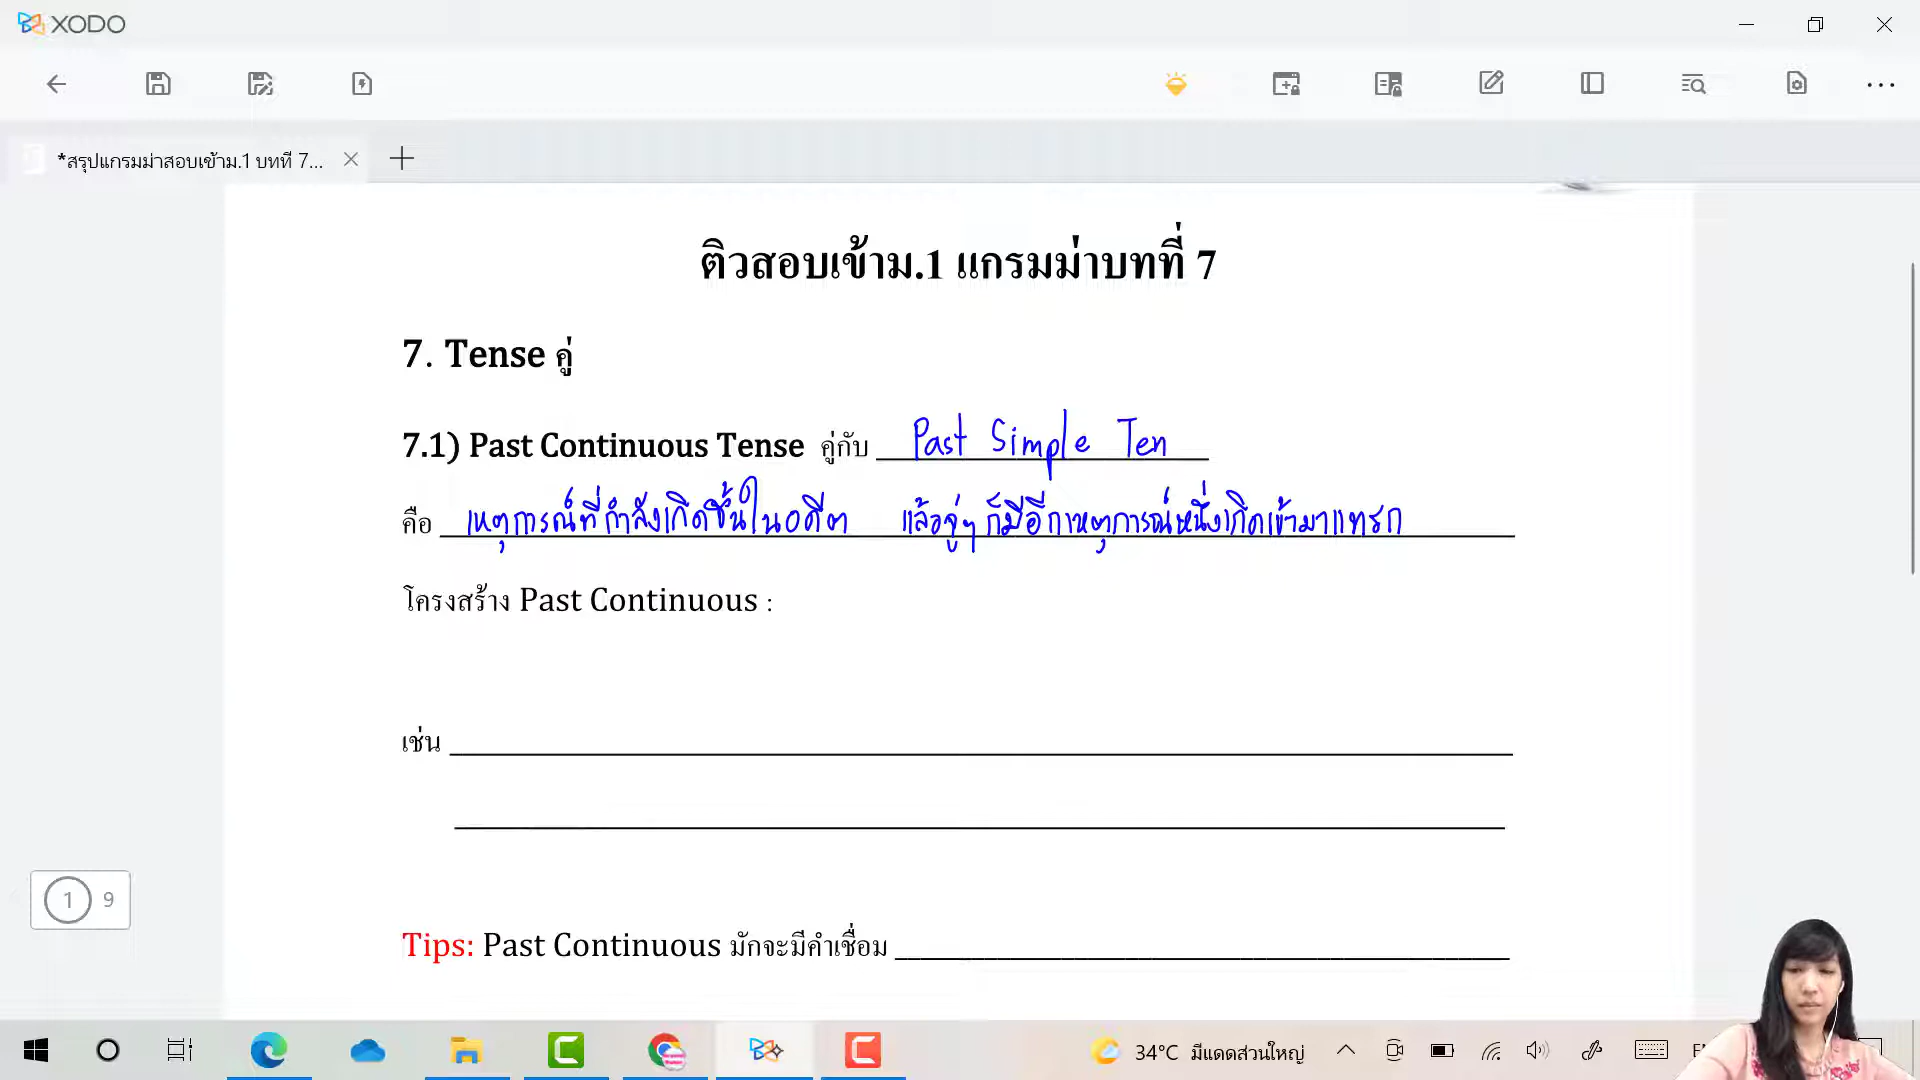 XODO
*สรุปแกรมม่าสอบเข้าม.1 บทที่ 7...
ติวสอบเข้าม.1 แกรมม่าบทที่ 7
7. Tense คู่
7.1) Past Continuous Tense คู่กับ Past Simple Ten
คือ เหตุการณ์ที่กำลังเกิดขึ้นในอดีต แล้วจู่ๆ ก็มีอีกเหตุการณ์หนึ่งเกิดเข้ามาแทรก
โครงสร้าง Past Continuous :
เช่น
1 9
Tips: Past Continuous มักจะมีคำเชื่อม
34°C มีแดดส่วนใหญ่